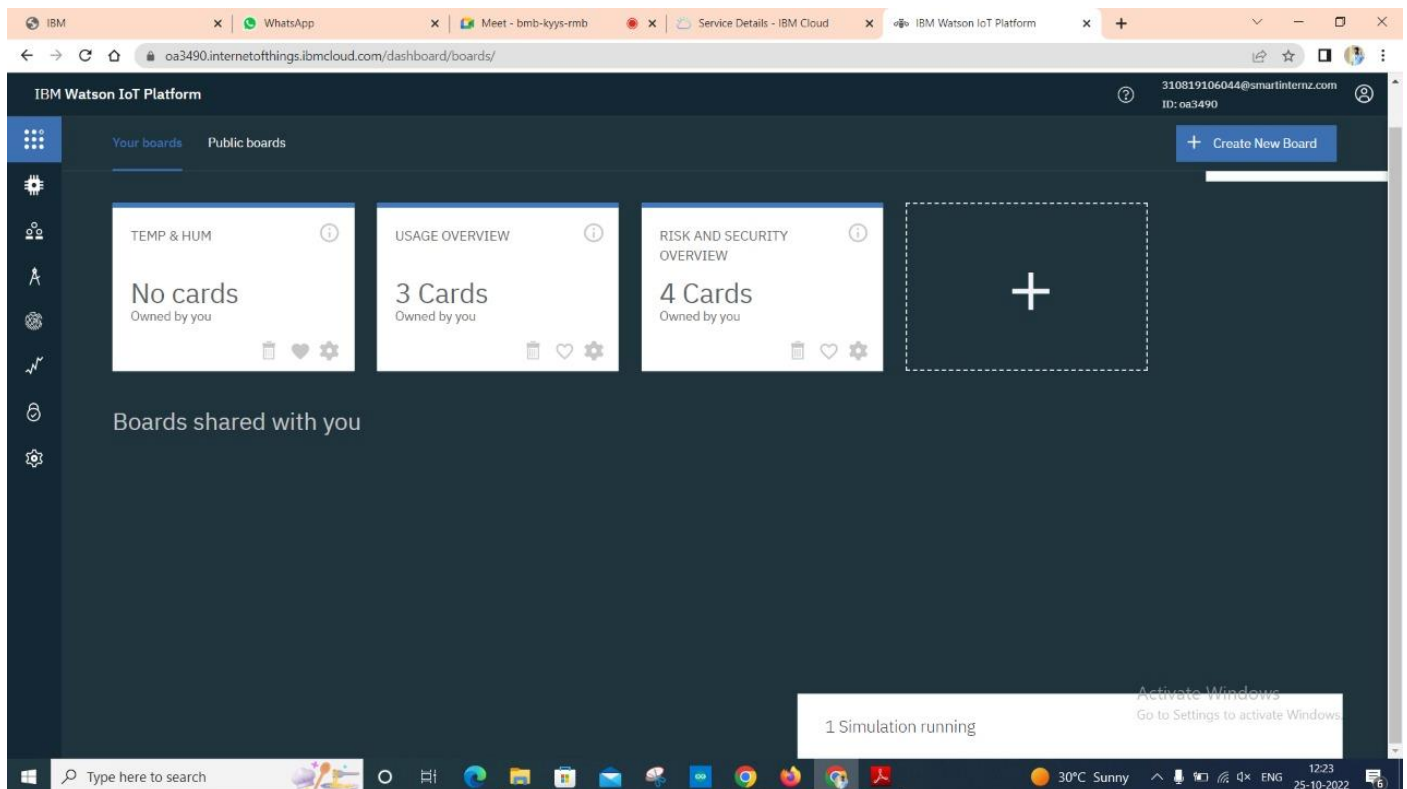 IBM
WhatsApp
Meet - bmb-kyys-rmb
Service Details - IBM Cloud
IBM Watson IoT Platform
oa3490.internetofthings.ibmcloud.com/dashboard/boards/
IBM Watson IoT Platform
310819106044@smartinternz.com
ID: oa3490
Your boards
Public boards
Create New Board
TEMP & HUM
No cards
Owned by you
USAGE OVERVIEW
3 Cards
Owned by you
RISK AND SECURITY
OVERVIEW
4 Cards
Owned by you
Boards shared with you
1 Simulation running
Activate Windows
Go to Settings to activate Windows.
Type here to search
30°C Sunny
ENG
12:23
25-10-2022
6